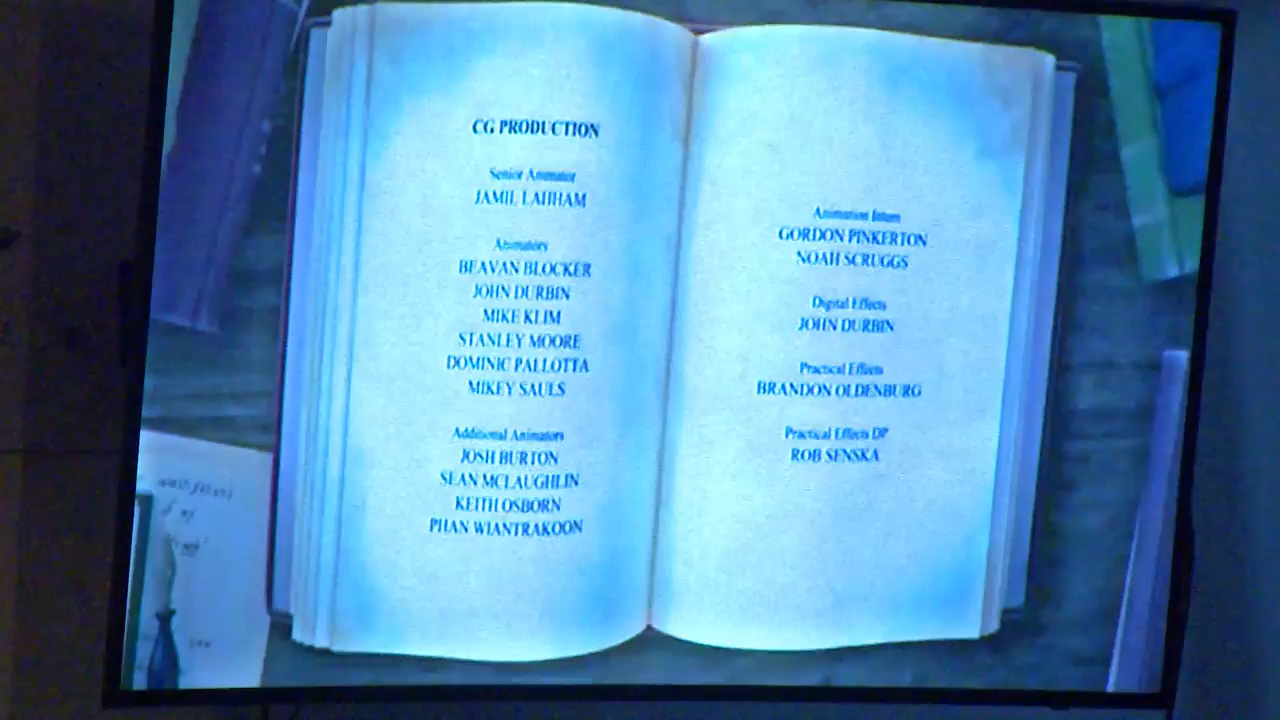 CG PRODUCTION
Senior Animator
JAMIL LAHHAM
Animators
BEAVAN BLOCKER
JOHN DURBIN
MIKE KLIM
STANLEY MOORE
DOMINIC PALLOTTA
MIKEY SAULS
Additional Animators
JOSH BURTON
SEAN MCLAUGHLIN
KEITH OSBORN
PHAN WIANTRAKOON
Animation Intern
GORDON PINKERTON
NOAH SCRUGGS
Digital Effects
JOHN DURBIN
Practical Effects
BRANDON OLDENBURG
Practical Effects DP
ROB SENSKA